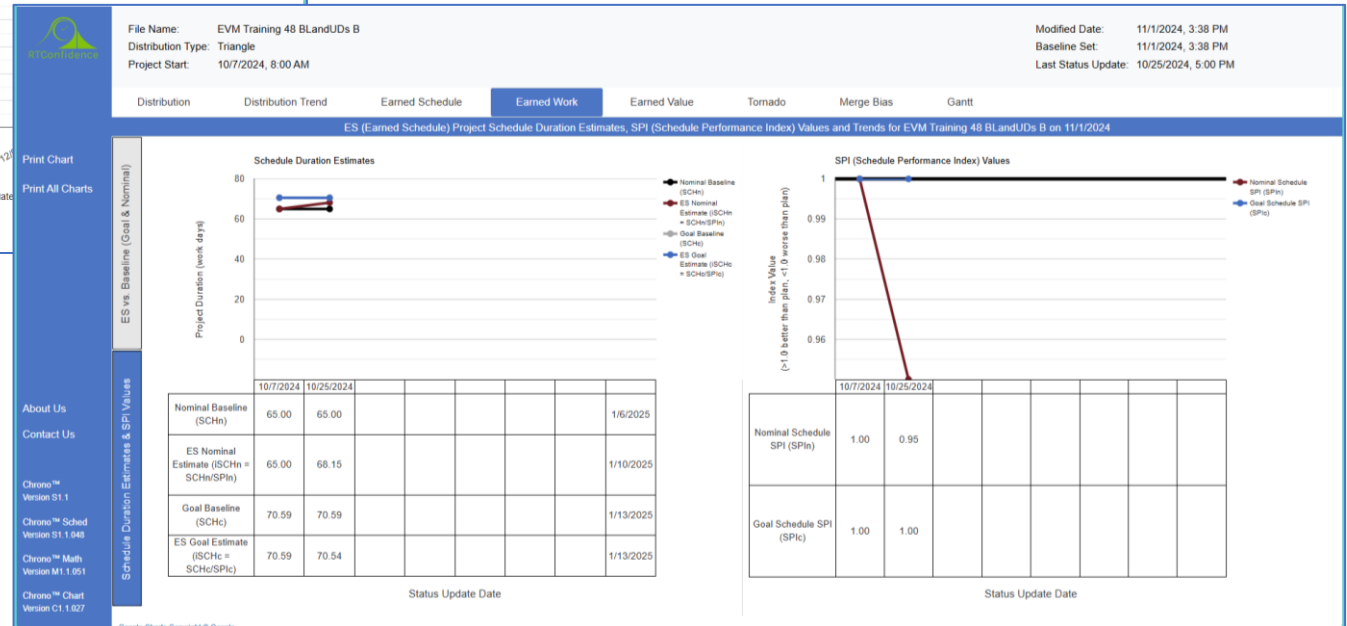 RTConfidence
File Name: EVM Training 48 BLandUDs B
Distribution Type: Triangle
Project Start: 10/7/2024, 8:00 AM
Modified Date: 11/1/2024, 3:38 PM
Baseline Set: 11/1/2024, 3:38 PM
Last Status Update: 10/25/2024, 5:00 PM
Distribution Distribution Trend Earned Schedule Earned Work Earned Value Tornado Merge Bias Gantt
ES (Earned Schedule) Project Schedule Duration Estimates, SPI (Schedule Performance Index) Values and Trends for EVM Training 48 BLandUDs B on 11/1/2024
Print Chart
Print All Charts
About Us
Contact Us
Chrono™
Version S1.1
Chrono™ Sched
Version S1.1.048
Chrono™ Math
Version M1.1.051
Chrono™ Chart
Version C1.1.027
ES vs. Baseline (Goal & Nominal)
Schedule Duration Estimates & SPI Values
Schedule Duration Estimates
Project Duration (work days)
80
60
40
20
0
Nominal Baseline
(SCHn)
ES Nominal
Estimate (iSCHn
= SCHn/SPIn)
Goal Baseline
(SCHc)
ES Goal
Estimate (iSCHc
= SCHc/SPIc)
10/7/2024 10/25/2024
Nominal Baseline
(SCHn)
65.00 65.00 1/6/2025
ES Nominal
Estimate (iSCHn =
SCHn/SPIn)
65.00 68.15 1/10/2025
Goal Baseline
(SCHc)
70.59 70.59 1/13/2025
ES Goal Estimate
(iSCHc =
SCHc/SPIc)
70.59 70.54 1/13/2025
Status Update Date
SPI (Schedule Performance Index) Values
Index Value
(>1.0 better than plan, <1.0 worse than plan)
1
0.99
0.98
0.97
0.96
Nominal Schedule
SPI (SPIn)
Goal Schedule SPI
(SPIc)
10/7/2024 10/25/2024
Nominal Schedule
SPI (SPIn)
1.00 0.95
Goal Schedule SPI
(SPIc)
1.00 1.00
Status Update Date